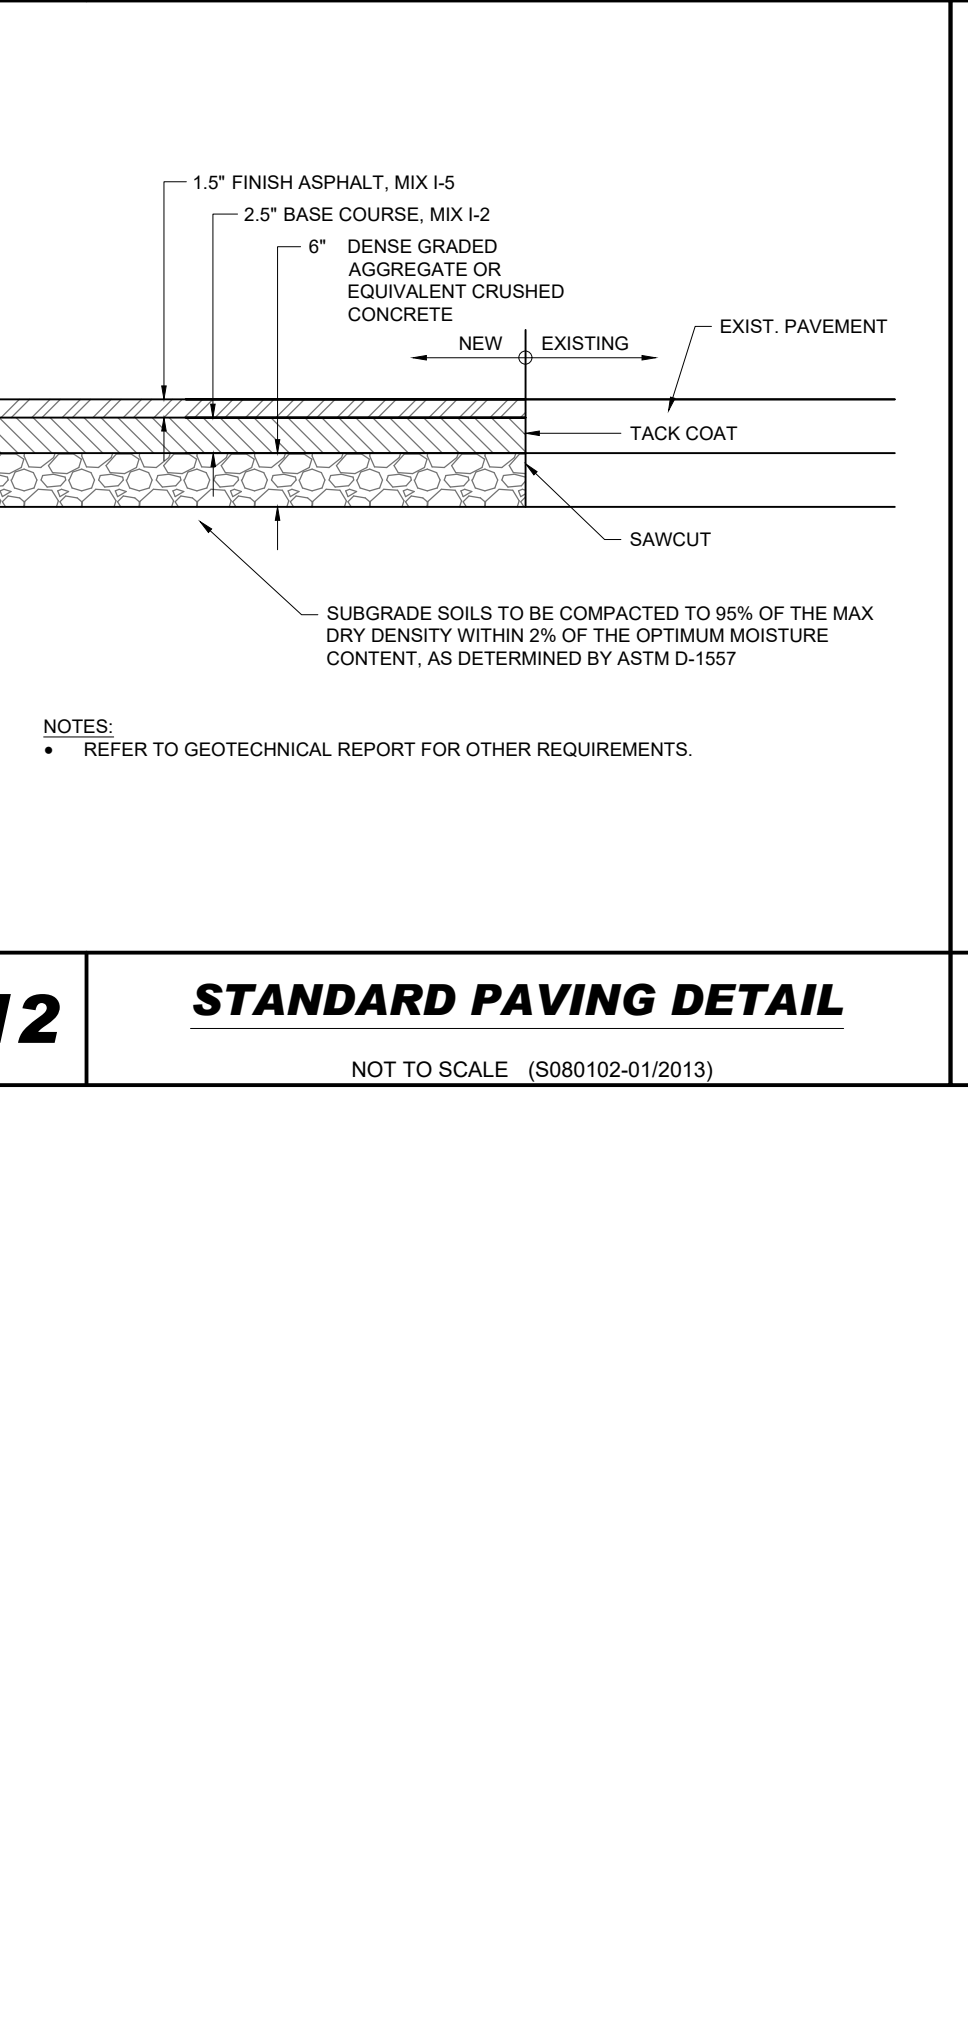 1.5" FINISH ASPHALT, MIX I-5
2.5" BASE COURSE, MIX I-2
6" DENSE GRADED
AGGREGATE OR
EQUIVALENT CRUSHED
CONCRETE
EXIST. PAVEMENT
NEW EXISTING
TACK COAT
SAWCUT
SUBGRADE SOILS TO BE COMPACTED TO 95% OF THE MAX
DRY DENSITY WITHIN 2% OF THE OPTIMUM MOISTURE
CONTENT, AS DETERMINED BY ASTM D-1557
NOTES:
• REFER TO GEOTECHNICAL REPORT FOR OTHER REQUIREMENTS.
12
STANDARD PAVING DETAIL
NOT TO SCALE (S080102-01/2013)